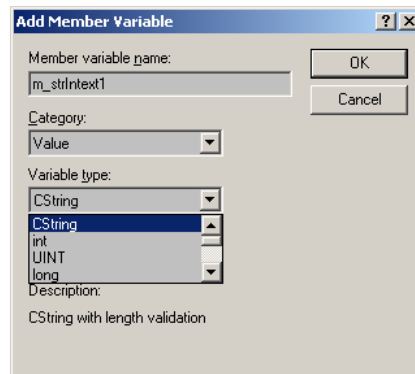 Add Member Variable
Member variable name:
OK
m_strIntext1
Cancel
Category:
Value
Variable type:
CString
CString
int
UINT
long
Description:
CString with length validation